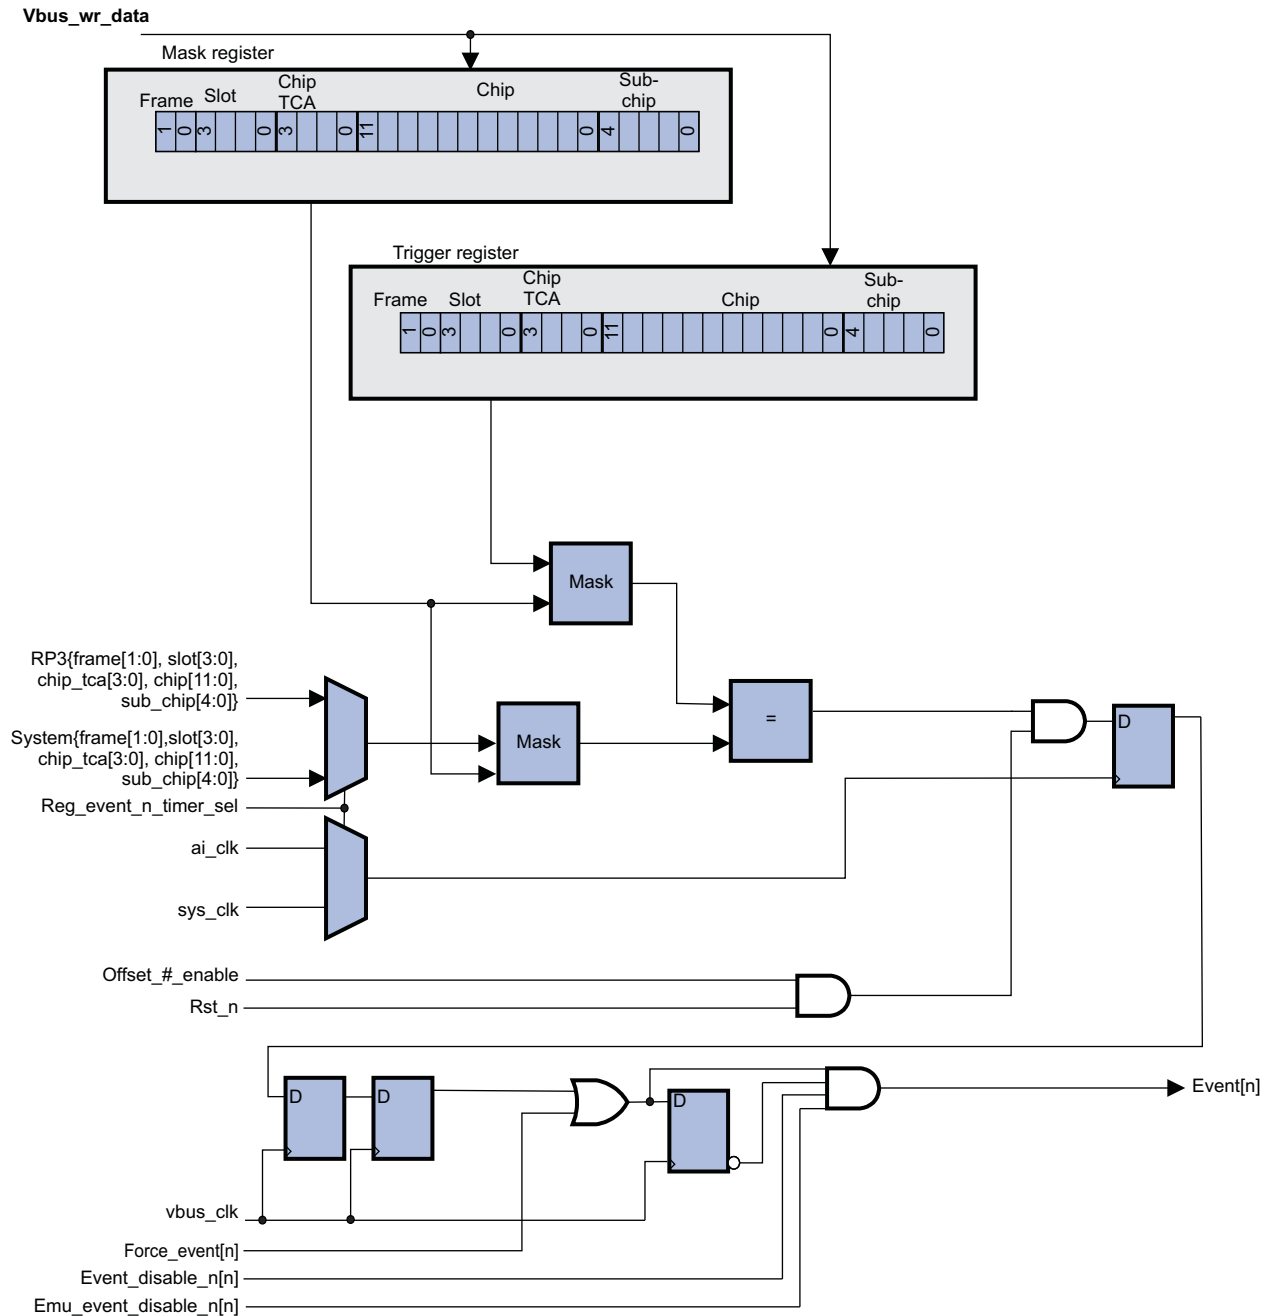 Vbus_wr_data
Mask register
Frame Slot Chip TCA Chip Sub-chip
1 0 3 0 3 0 11 0 4 0
Trigger register
Frame Slot Chip TCA Chip Sub-chip
1 0 3 0 3 0 11 0 4 0
Mask
RP3{frame[1:0], slot[3:0],
chip_tca[3:0], chip[11:0],
sub_chip[4:0]}
System{frame[1:0],slot[3:0],
chip_tca[3:0], chip[11:0],
sub_chip[4:0]}
Mask
=
D
Reg_event_n_timer_sel
ai_clk
sys_clk
Offset_#_enable
Rst_n
D D D
Event[n]
vbus_clk
Force_event[n]
Event_disable_n[n]
Emu_event_disable_n[n]